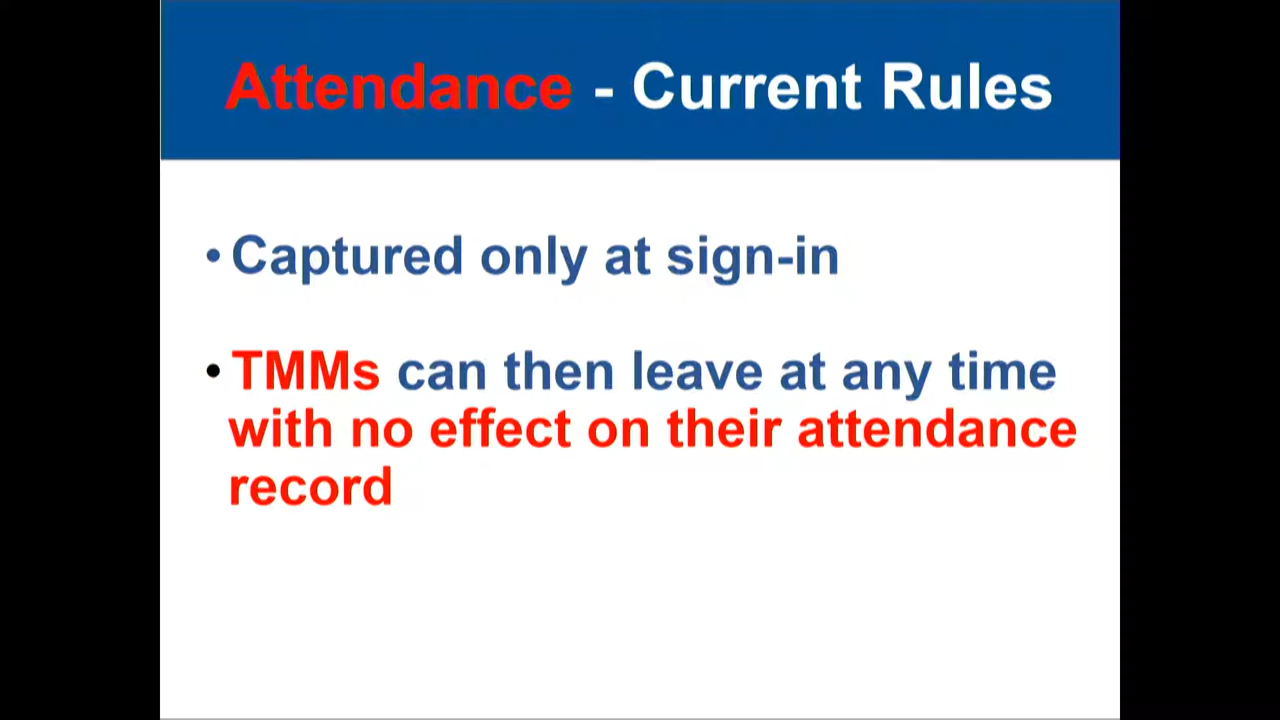 Attendance - Current Rules
• Captured only at sign-in
• TMMs can then leave at any time
with no effect on their attendance
record